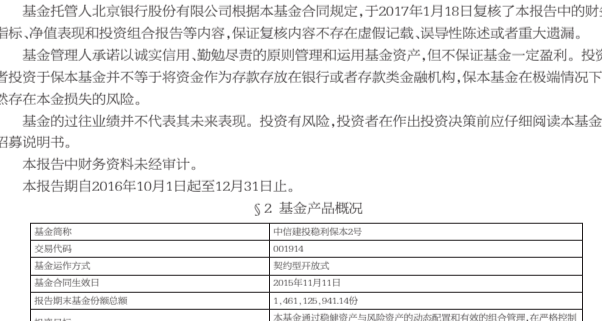 基金托管人北京银行股份有限公司根据本基金合同规定,于2017年1月18日复核了本报告中的财务
指标、净值表现和投资组合报告等内容,保证复核内容不存在虚假记载、误导性陈述或者重大遗漏。
基金管理人承诺以诚实信用、勤勉尽责的原则管理和运用基金资产,但不保证基金一定盈利。投资
者投资于保本基金并不等于将资金作为存款存放在银行或者存款类金融机构,保本基金在极端情况下
然存在本金损失的风险。
基金的过往业绩并不代表其未来表现。投资有风险,投资者在作出投资决策前应仔细阅读本基金
招募说明书。
本报告中财务资料未经审计。
本报告期自2016年10月1日起至12月31日止。
§2 基金产品概况
基金简称 中信建投稳利保本2号
交易代码 001914
基金运作方式 契约型开放式
基金合同生效日 2015年11月11日
报告期末基金份额总额 1,461,125,941.14份
本基金通过稳健资产与风险资产的动态配置和有效的组合管理,在严格控制